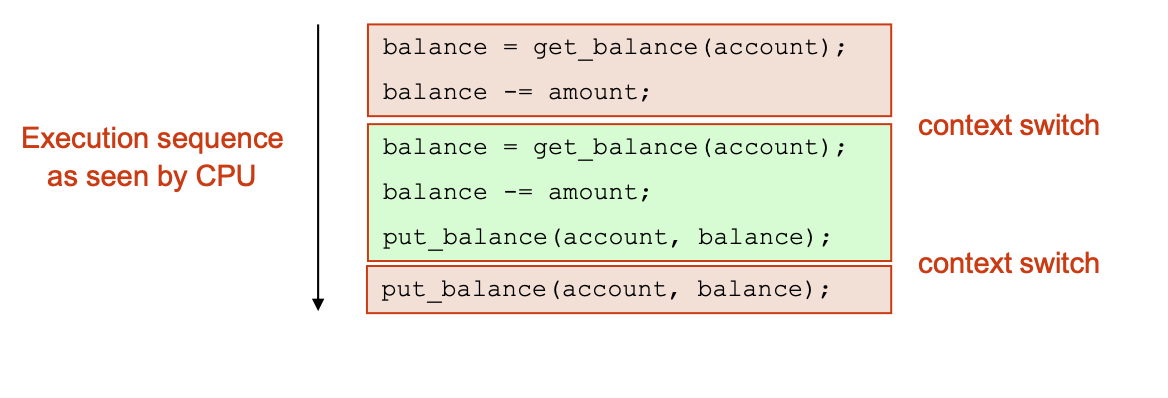 balance = get_balance(account);
balance -= amount;
context switch
Execution sequence
as seen by CPU
balance = get_balance(account);
balance -= amount;
put_balance(account, balance);
context switch
put_balance(account, balance);